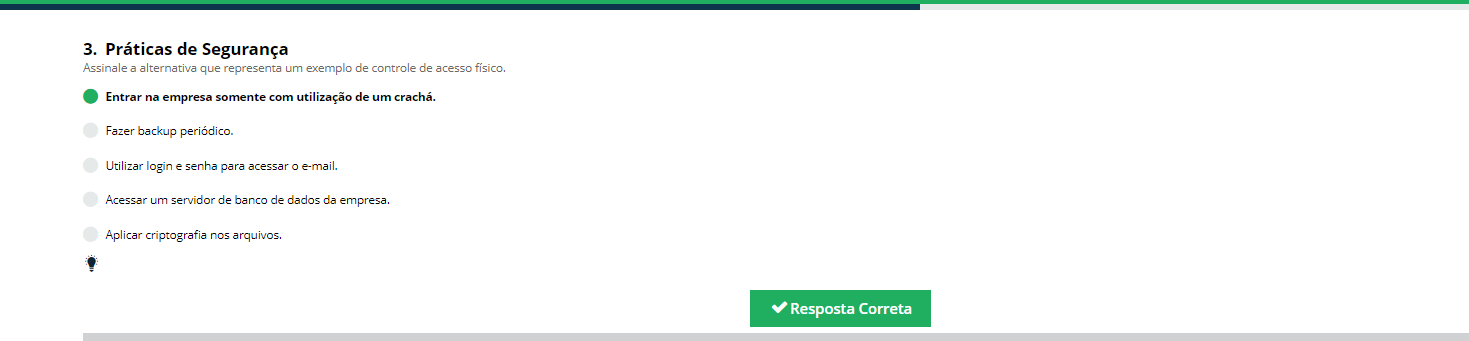 3. Práticas de Segurança
Assinale a alternativa que representa um exemplo de controle de acesso físico.
Entrar na empresa somente com utilização de um crachá.
Fazer backup periódico.
Utilizar login e senha para acessar o e-mail.
Acessar um servidor de banco de dados da empresa.
Aplicar criptografia nos arquivos.
Resposta Correta